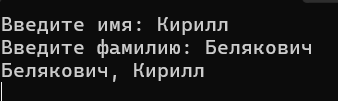 Введите имя: Кирилл
Введите фамилию: Белякович
Белякович, Кирилл